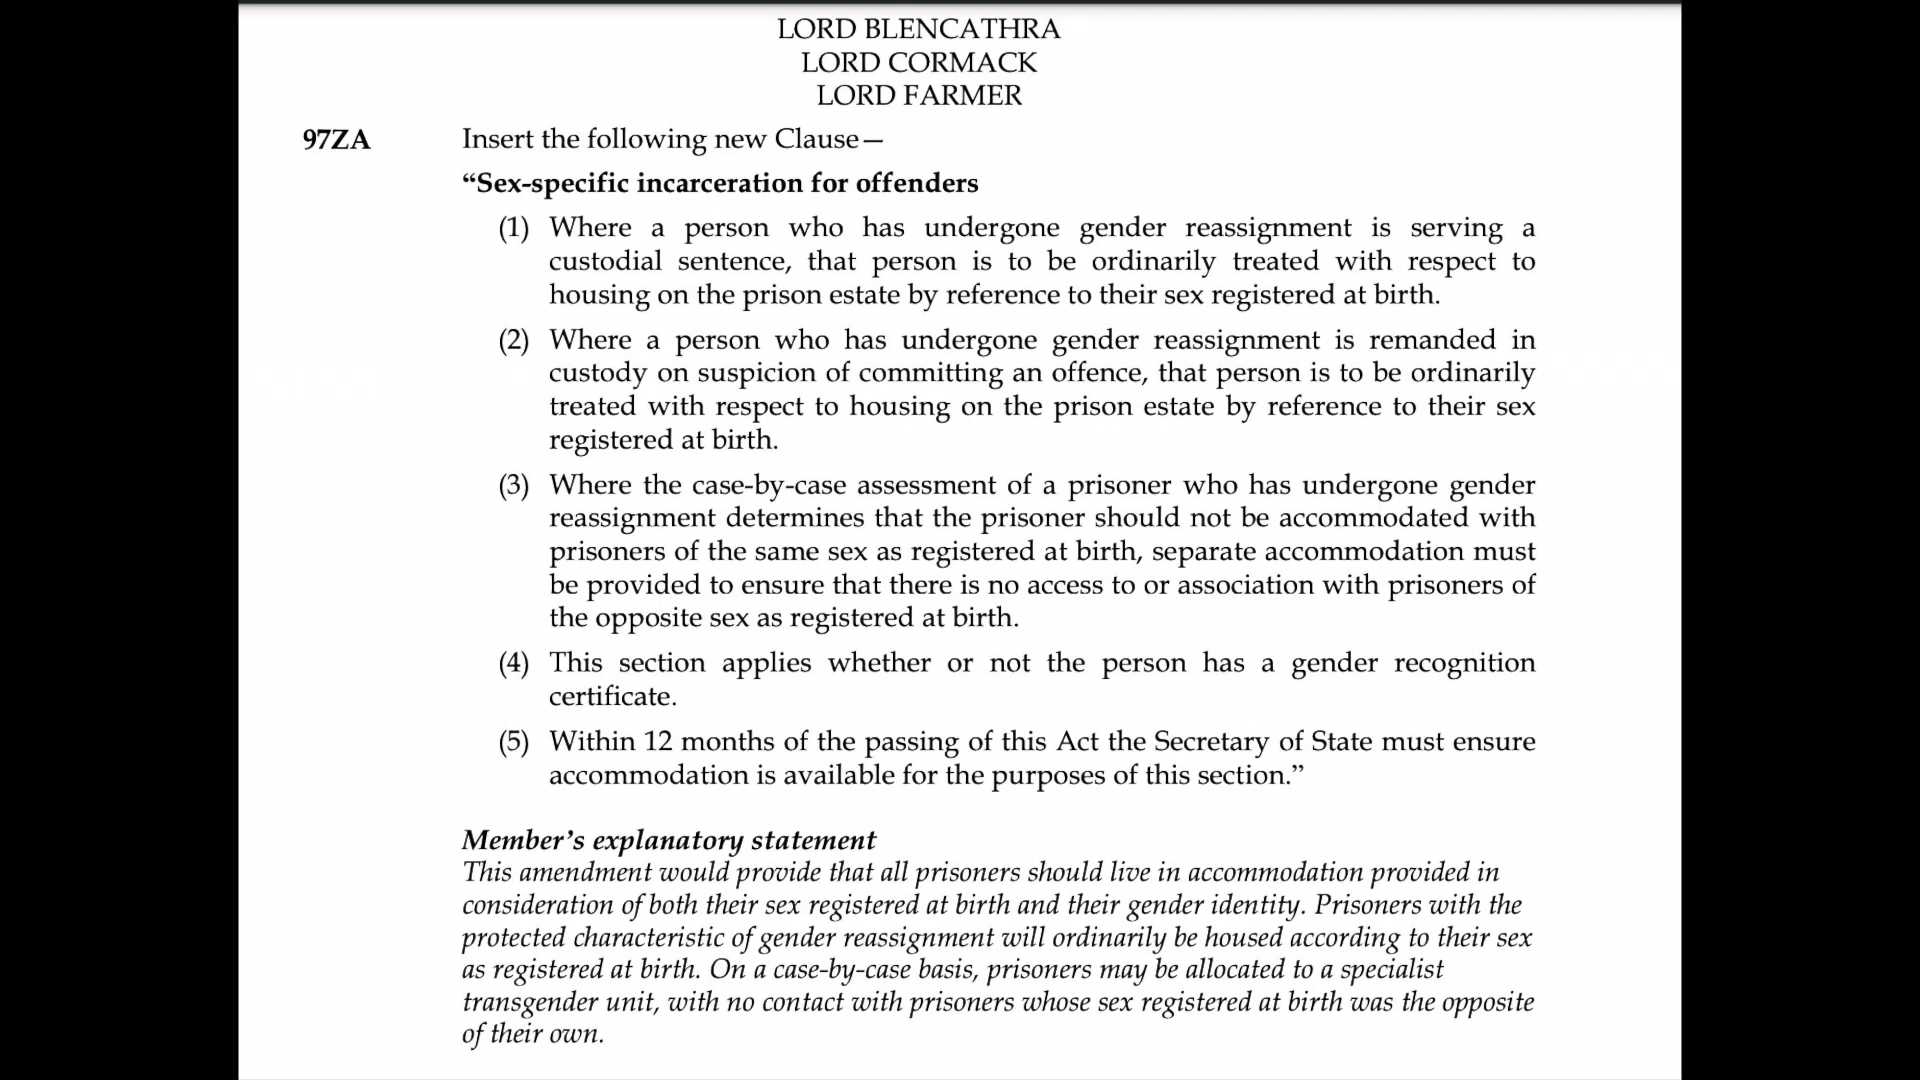 LORD BLENCATHRA
LORD CORMACK
LORD FARMER
97ZA Insert the following new Clause—
“Sex-specific incarceration for offenders
(1) Where a person who has undergone gender reassignment is serving a
custodial sentence, that person is to be ordinarily treated with respect to
housing on the prison estate by reference to their sex registered at birth.
(2) Where a person who has undergone gender reassignment is remanded in
custody on suspicion of committing an offence, that person is to be ordinarily
treated with respect to housing on the prison estate by reference to their sex
registered at birth.
(3) Where the case-by-case assessment of a prisoner who has undergone gender
reassignment determines that the prisoner should not be accommodated with
prisoners of the same sex as registered at birth, separate accommodation must
be provided to ensure that there is no access to or association with prisoners of
the opposite sex as registered at birth.
(4) This section applies whether or not the person has a gender recognition
certificate.
(5) Within 12 months of the passing of this Act the Secretary of State must ensure
accommodation is available for the purposes of this section.”
Member’s explanatory statement
This amendment would provide that all prisoners should live in accommodation provided in
consideration of both their sex registered at birth and their gender identity. Prisoners with the
protected characteristic of gender reassignment will ordinarily be housed according to their sex
as registered at birth. On a case-by-case basis, prisoners may be allocated to a specialist
transgender unit, with no contact with prisoners whose sex registered at birth was the opposite
of their own.